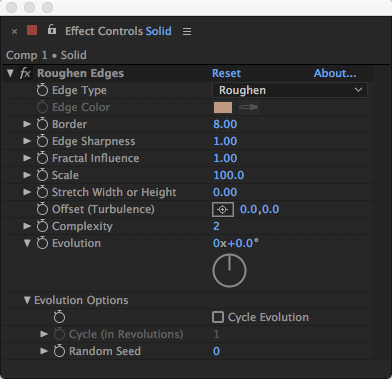 × Effect Controls Solid ≡
Comp 1 • Solid
fx Roughen Edges Reset About...
Edge Type Roughen
Edge Color
Border 8.00
Edge Sharpness 1.00
Fractal Influence 1.00
Scale 100.0
Stretch Width or Height 0.00
Offset (Turbulence) 0.0,0.0
Complexity 2
Evolution 0x+0.0°
Evolution Options
Cycle Evolution
Cycle (in Revolutions) 1
Random Seed 0